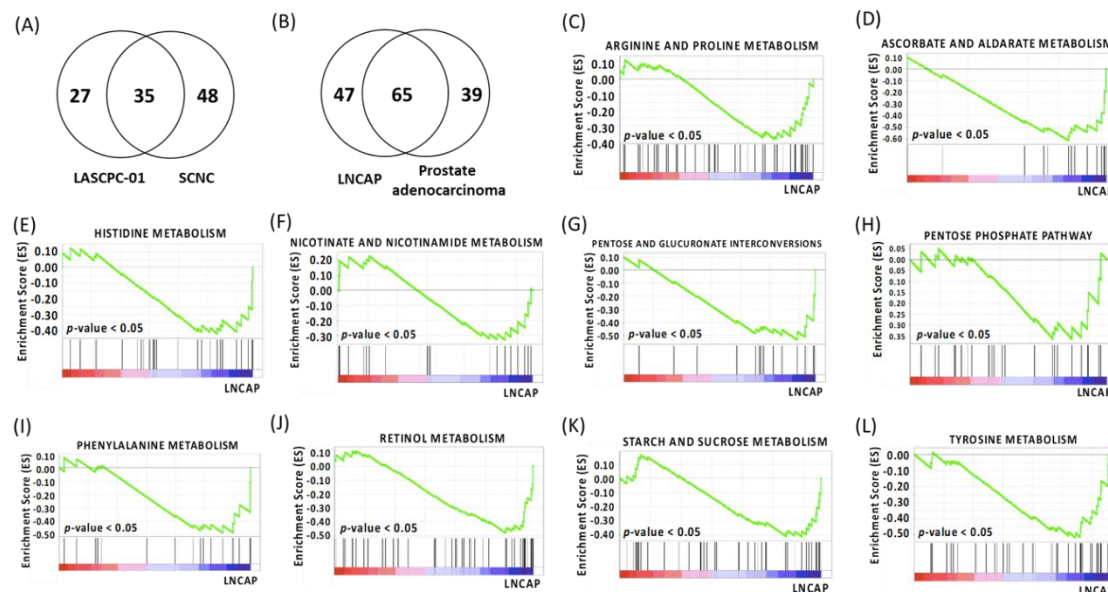 (A)
27 35 48
LASCPC-01 SCNC
(B)
47 65 39
LNCAP Prostate
adenocarcinoma
(C)
ARGININE AND PROLINE METABOLISM
Enrichment Score (ES)
0.10
0.00
-0.10
-0.20
-0.30
-0.40
p-value < 0.05
LNCAP
(D)
ASCORBATE AND ALDARATE METABOLISM
Enrichment Score (ES)
0.10
0.00
-0.10
-0.20
-0.30
-0.40
-0.50
-0.60
p-value < 0.05
LNCAP
(E)
HISTIDINE METABOLISM
Enrichment Score (ES)
0.10
0.00
-0.10
-0.20
-0.30
-0.40
p-value < 0.05
LNCAP
(F)
NICOTINATE AND NICOTINAMIDE METABOLISM
Enrichment Score (ES)
0.20
0.10
0.00
-0.10
-0.20
-0.30
p-value < 0.05
LNCAP
(G)
PENTOSE AND GLUCURONATE INTERCONVERSIONS
Enrichment Score (ES)
0.10
0.00
-0.10
-0.20
-0.30
-0.40
-0.50
p-value < 0.05
LNCAP
(H)
PENTOSE PHOSPHATE PATHWAY
Enrichment Score (ES)
0.05
0.00
0.05
0.10
0.15
0.20
0.25
0.30
0.35
p-value < 0.05
LNCAP
(I)
PHENYLALANINE METABOLISM
Enrichment Score (ES)
0.10
0.00
-0.10
-0.20
-0.30
-0.40
-0.50
p-value < 0.05
LNCAP
(J)
RETINOL METABOLISM
Enrichment Score (ES)
0.10
0.00
-0.10
-0.20
-0.30
-0.40
-0.50
p-value < 0.05
LNCAP
(K)
STARCH AND SUCROSE METABOLISM
Enrichment Score (ES)
0.10
0.00
-0.10
-0.20
-0.30
-0.40
p-value < 0.05
LNCAP
(L)
TYROSINE METABOLISM
Enrichment Score (ES)
0.00
-0.10
-0.20
-0.30
-0.40
-0.50
p-value < 0.05
LNCAP